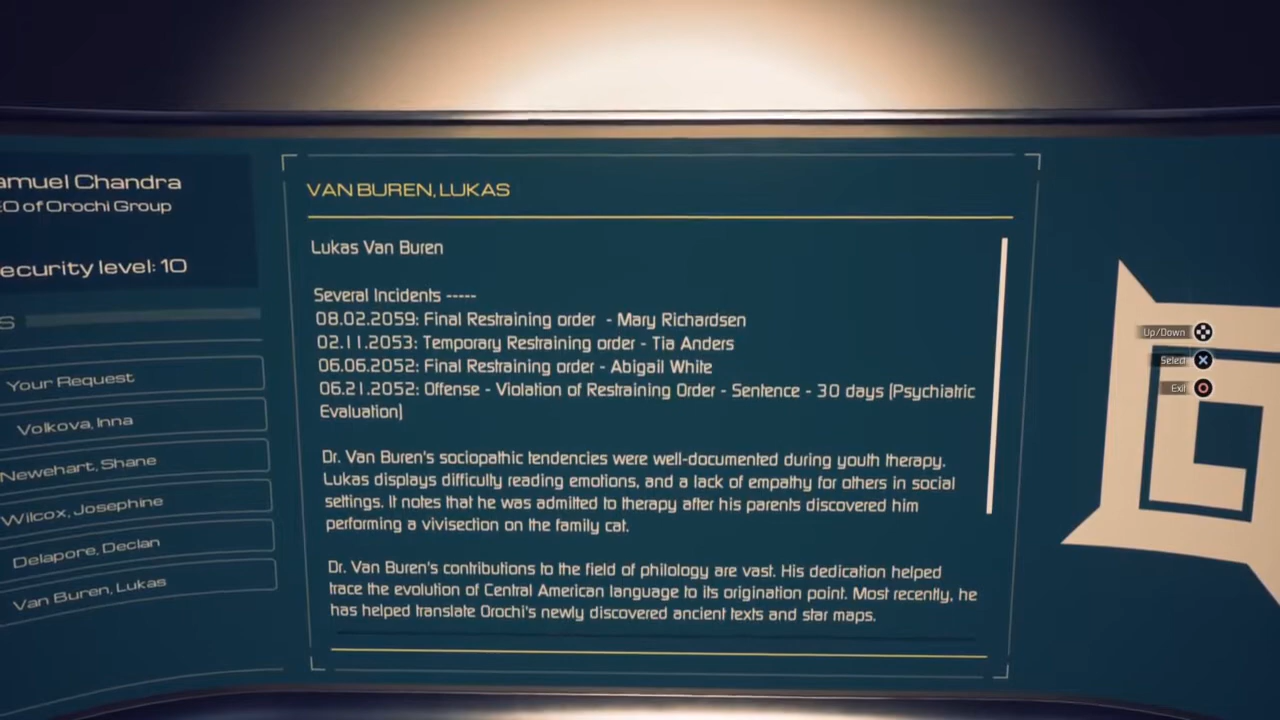 amuel Chandra
EO of Orochi Group
ecurity level: 10
S
Your Request
Volkova, Inna
Newehart, Shane
Wilcox, Josephine
Delapore, Declan
Van Buren, Lukas
VAN BUREN, LUKAS
Lukas Van Buren
Several Incidents -----
08.02.2059: Final Restraining order - Mary Richardsen
02.11.2053: Temporary Restraining order - Tia Anders
06.06.2052: Final Restraining order - Abigail White
06.21.2052: Offense - Violation of Restraining Order - Sentence - 30 days (Psychiatric
Evaluation)
Dr. Van Buren's sociopathic tendencies were well-documented during youth therapy.
Lukas displays difficulty reading emotions, and a lack of empathy for others in social
settings. It notes that he was admitted to therapy after his parents discovered him
performing a vivisection on the family cat.
Dr. Van Buren's contributions to the field of philology are vast. His dedication helped
trace the evolution of Central American language to its origination point. Most recently, he
has helped translate Orochi's newly discovered ancient texts and star maps.
Up/Down
Select
Exit